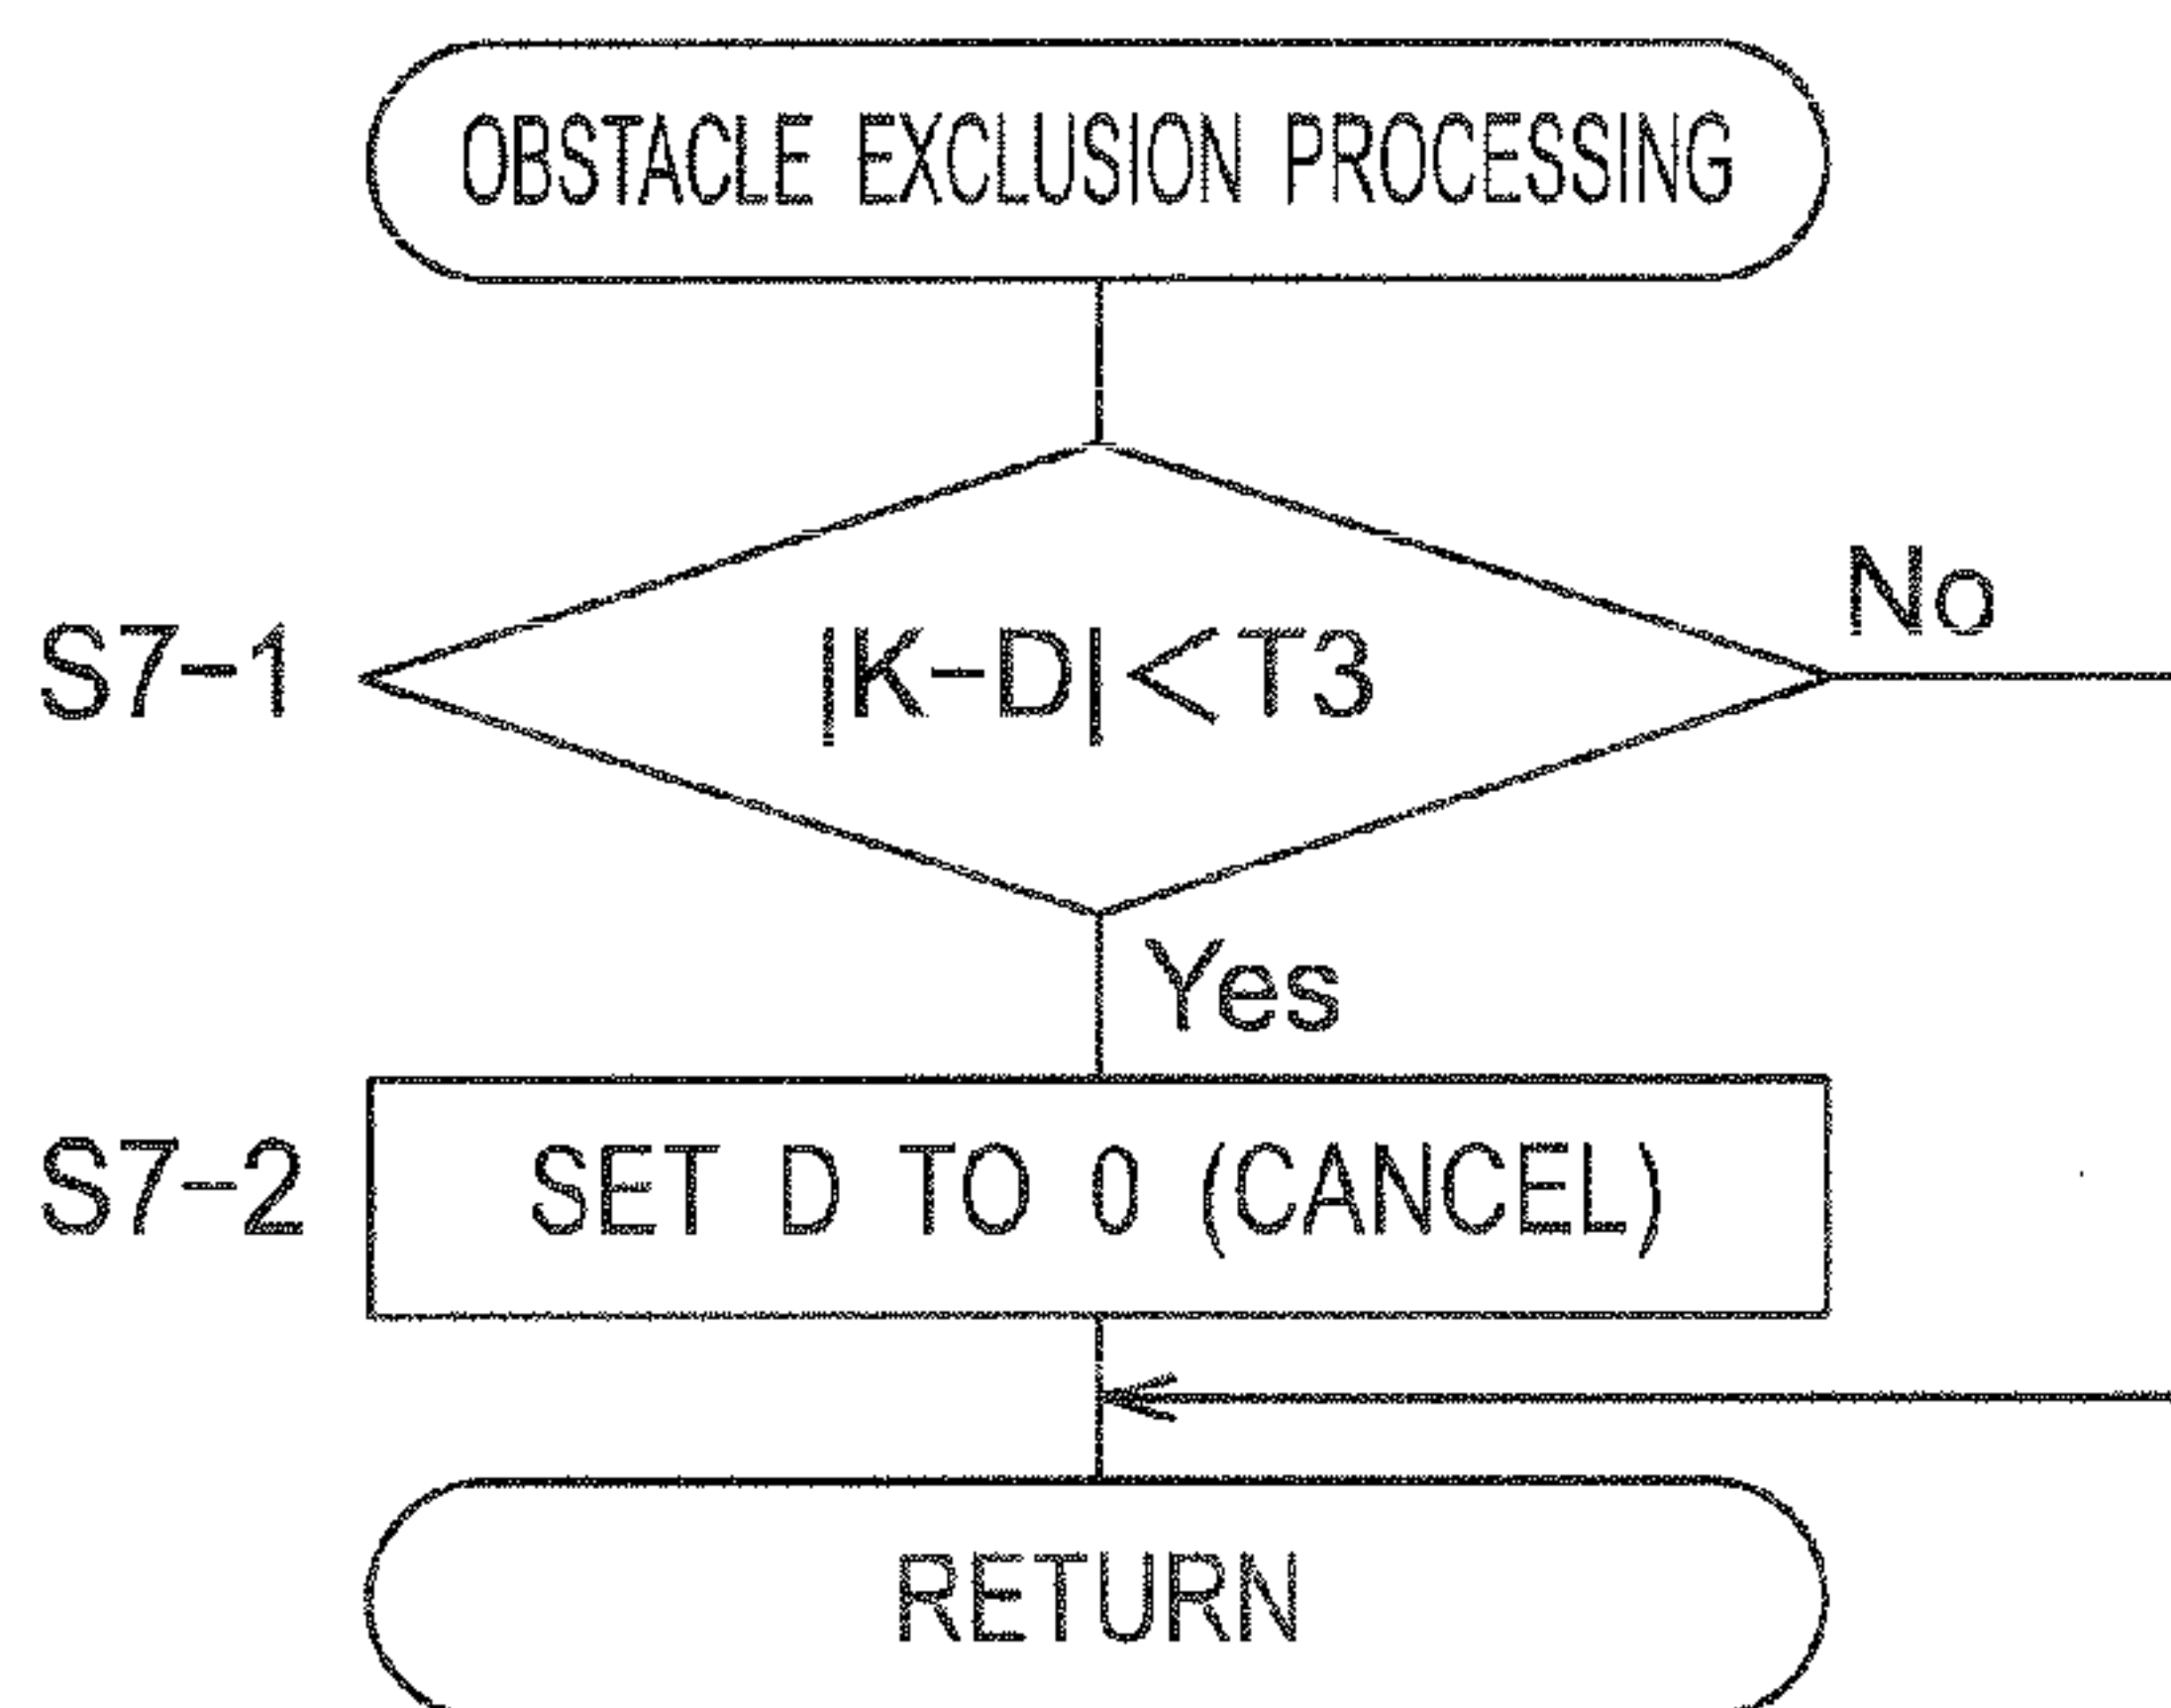 OBSTACLE EXCLUSION PROCESSING
No
S7-1
|K-D|<T3
Yes
S7-2
SET D TO 0 (CANCEL)
RETURN